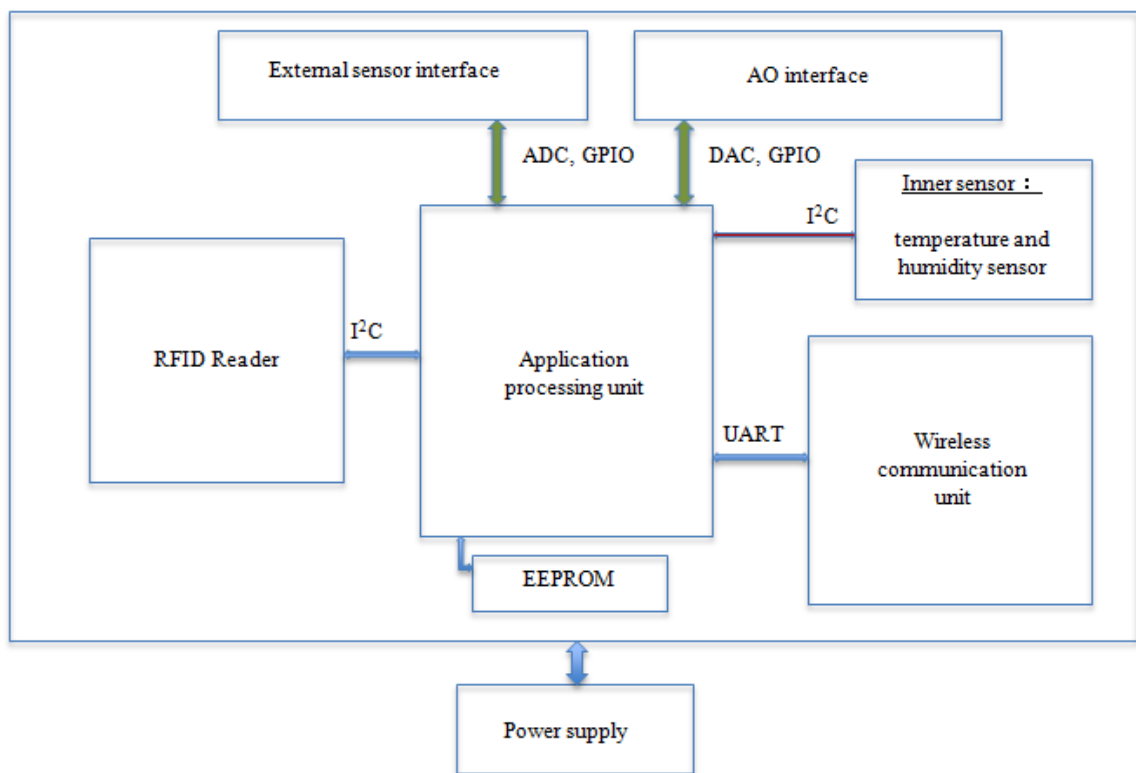 External sensor interface
AO interface
ADC, GPIO
DAC, GPIO
Inner sensor：
temperature and
humidity sensor
I²C
RFID Reader
I²C
Application
processing unit
UART
Wireless
communication
unit
EEPROM
Power supply